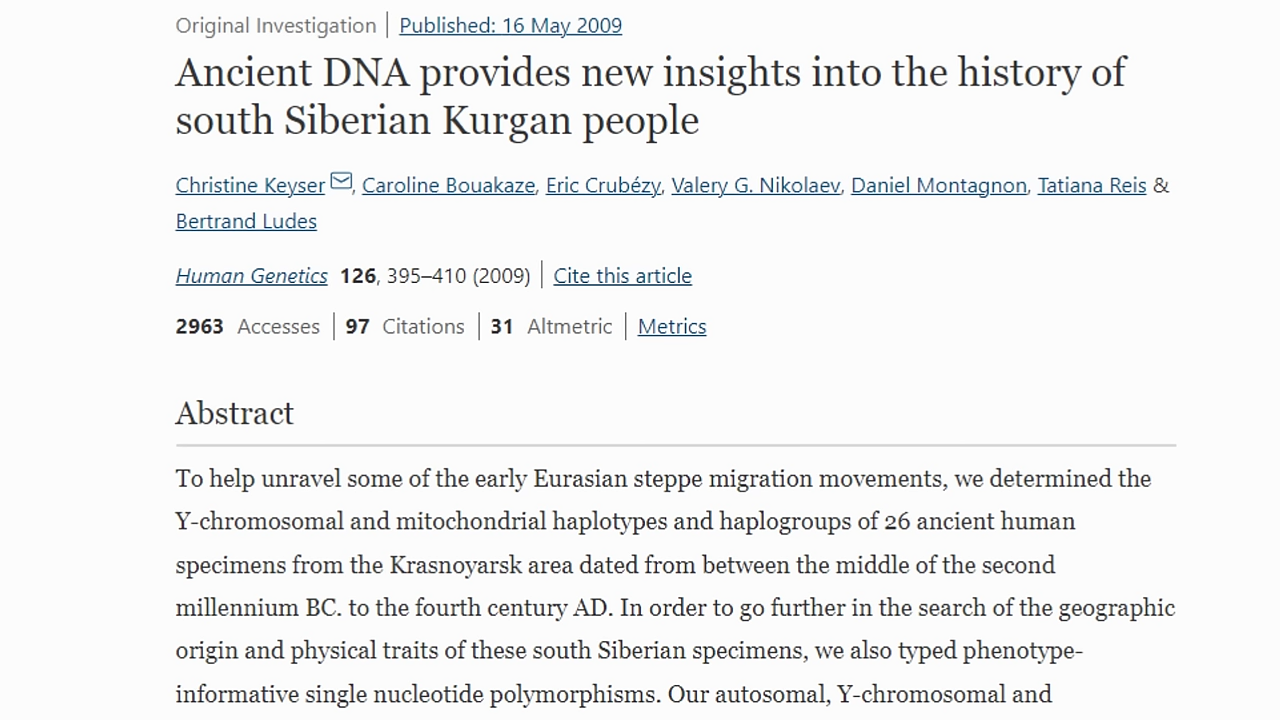 Original Investigation | Published: 16 May 2009
Ancient DNA provides new insights into the history of
south Siberian Kurgan people
Christine Keyser, Caroline Bouakaze, Eric Crubézy, Valery G. Nikolaev, Daniel Montagnon, Tatiana Reis &
Bertrand Ludes
Human Genetics 126, 395–410 (2009) | Cite this article
2963 Accesses | 97 Citations | 31 Altmetric | Metrics
Abstract
To help unravel some of the early Eurasian steppe migration movements, we determined the
Y-chromosomal and mitochondrial haplotypes and haplogroups of 26 ancient human
specimens from the Krasnoyarsk area dated from between the middle of the second
millennium BC. to the fourth century AD. In order to go further in the search of the geographic
origin and physical traits of these south Siberian specimens, we also typed phenotype-
informative single nucleotide polymorphisms. Our autosomal, Y-chromosomal and